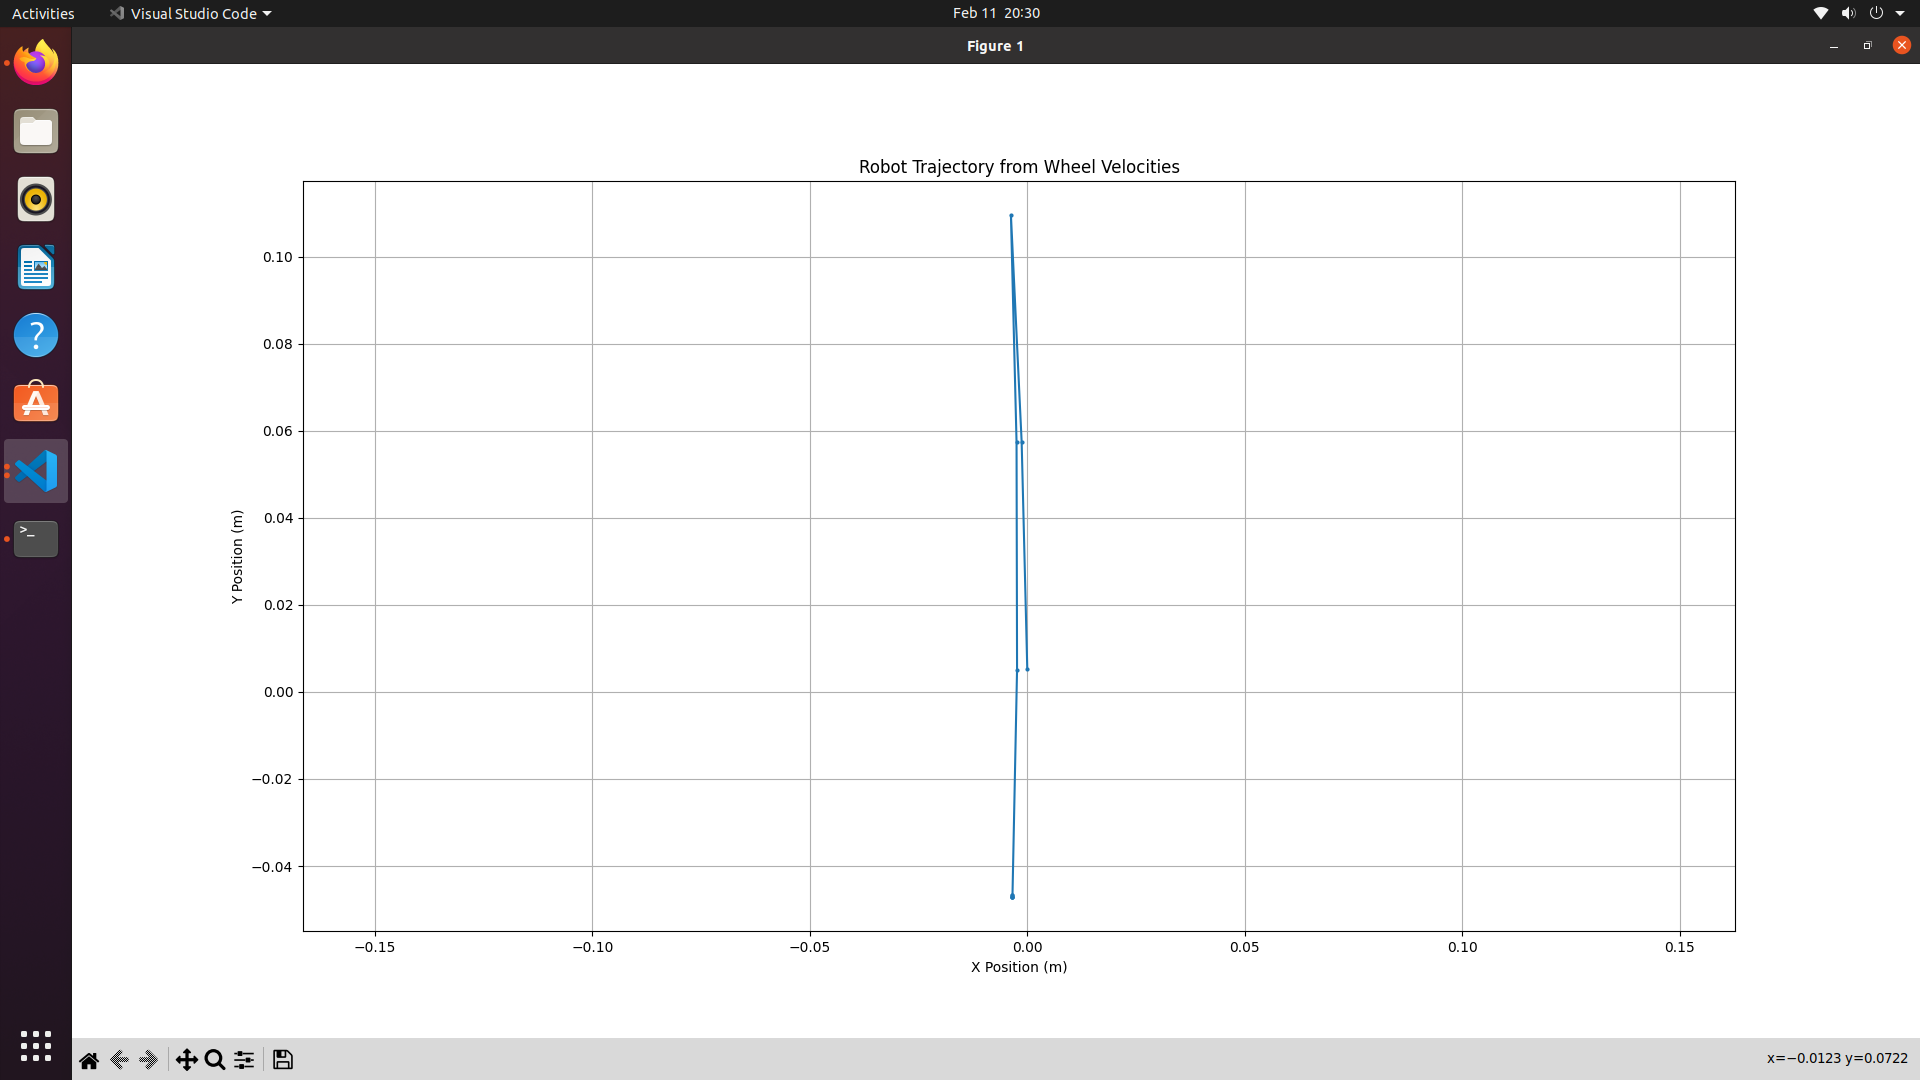 Activities
Visual Studio Code
Feb 11 20:30
Figure 1
Robot Trajectory from Wheel Velocities
0.10
0.08
0.06
0.04
0.02
0.00
−0.02
−0.04
Y Position (m)
−0.15
−0.10
−0.05
0.00
0.05
0.10
0.15
X Position (m)
x=−0.0123 y=0.0722